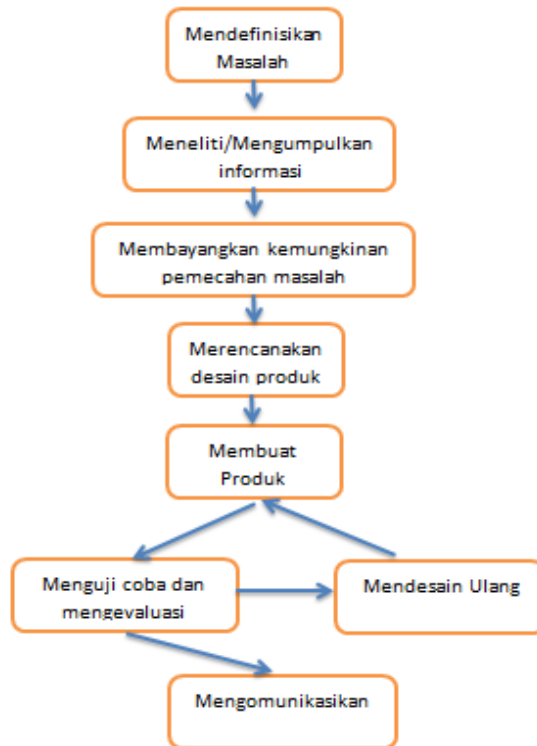 Mendefinisikan
Masalah
Meneliti/Mengumpulkan
informasi
Membayangkan kemungkinan
pemecahan masalah
Merencanakan
desain produk
Membuat
Produk
Menguji coba dan
mengevaluasi
Mendesain Ulang
Mengomunikasikan